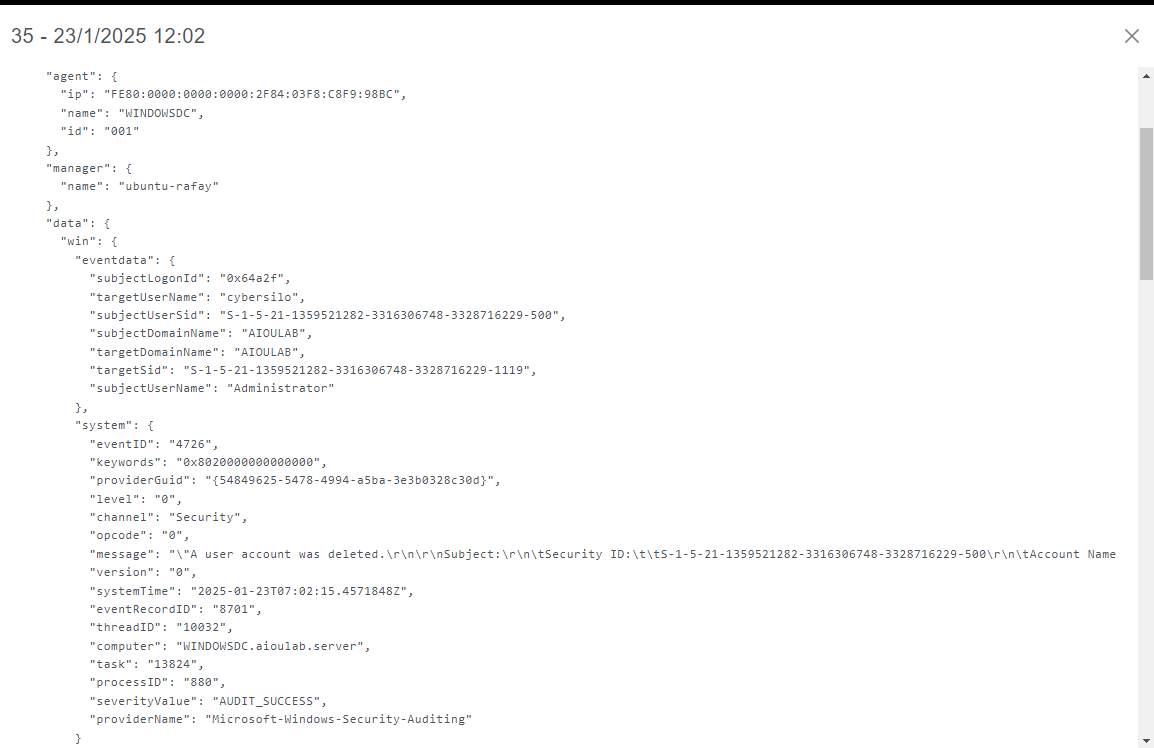 35 - 23/1/2025 12:02
"agent": {
"ip": "FE80:0000:0000:0000:2F84:03F8:C8F9:98BC",
"name": "WINDOWSDC",
"id": "001"
},
"manager": {
"name": "ubuntu-rafay"
},
"data": {
"win": {
"eventdata": {
"subjectLogonId": "0x64a2f",
"targetUserName": "cybersilo",
"subjectUserSid": "S-1-5-21-1359521282-3316306748-3328716229-500",
"subjectDomainName": "AIOULAB",
"targetDomainName": "AIOULAB",
"targetSid": "S-1-5-21-1359521282-3316306748-3328716229-1119",
"subjectUserName": "Administrator"
},
"system": {
"eventID": "4726",
"keywords": "0x8020000000000000",
"providerGuid": "{54849625-5478-4994-a5ba-3e3b0328c30d}",
"level": "0",
"channel": "Security",
"opcode": "0",
"message": "\"A user account was deleted.\r\n\r\nSubject:\r\n\tSecurity ID:\t\tS-1-5-21-1359521282-3316306748-3328716229-500\r\n\tAccount Name
"version": "0",
"systemTime": "2025-01-23T07:02:15.4571848Z",
"eventRecordID": "8701",
"threadID": "10032",
"computer": "WINDOWSDC.aioulab.server",
"task": "13824",
"processID": "880",
"severityValue": "AUDIT_SUCCESS",
"providerName": "Microsoft-Windows-Security-Auditing"
}